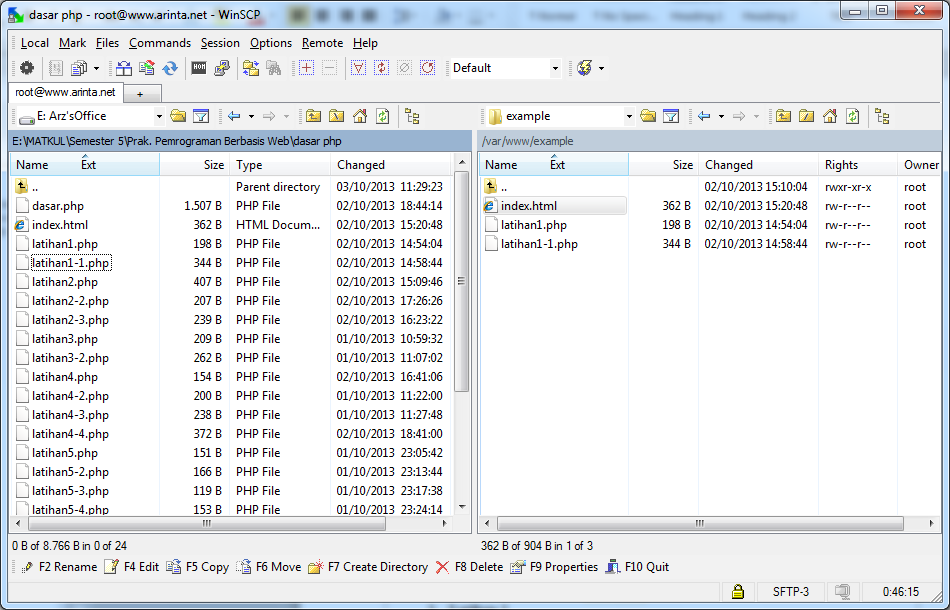 dasar php - root@www.arinta.net - WinSCP
Local Mark Files Commands Session Options Remote Help
Default
root@www.arinta.net +
E: Arz'sOffice
example
E:\MATKUL\Semester 5\Prak. Pemrograman Berbasis Web\dasar php
/var/www/example
Name Ext Size Type Changed
.. Parent directory 03/10/2013 11:29:23
dasar.php 1.507 B PHP File 02/10/2013 18:44:14
index.html 362 B HTML Docum... 02/10/2013 15:20:48
latihan1.php 198 B PHP File 02/10/2013 14:54:04
latihan1-1.php 344 B PHP File 02/10/2013 14:58:44
latihan2.php 407 B PHP File 02/10/2013 15:09:46
latihan2-2.php 207 B PHP File 02/10/2013 17:26:26
latihan2-3.php 239 B PHP File 02/10/2013 16:23:22
latihan3.php 209 B PHP File 01/10/2013 10:59:32
latihan3-2.php 262 B PHP File 01/10/2013 11:07:02
latihan4.php 154 B PHP File 02/10/2013 16:41:06
latihan4-2.php 200 B PHP File 01/10/2013 11:22:00
latihan4-3.php 238 B PHP File 01/10/2013 11:27:48
latihan4-4.php 372 B PHP File 02/10/2013 18:41:00
latihan5.php 151 B PHP File 01/10/2013 23:05:42
latihan5-2.php 166 B PHP File 02/10/2013 23:13:44
latihan5-3.php 119 B PHP File 01/10/2013 23:17:38
latihan5-4.php 153 B PHP File 01/10/2013 23:24:14
Name Ext Size Changed Rights Owner
.. 02/10/2013 15:10:04 rwxr-xr-x root
index.html 362 B 02/10/2013 15:20:48 rw-r--r-- root
latihan1.php 198 B 02/10/2013 14:54:04 rw-r--r-- root
latihan1-1.php 344 B 02/10/2013 14:58:44 rw-r--r-- root
0 B of 8.766 B in 0 of 24
362 B of 904 B in 1 of 3
F2 Rename F4 Edit F5 Copy F6 Move F7 Create Directory F8 Delete F9 Properties F10 Quit
SFTP-3 0:46:15